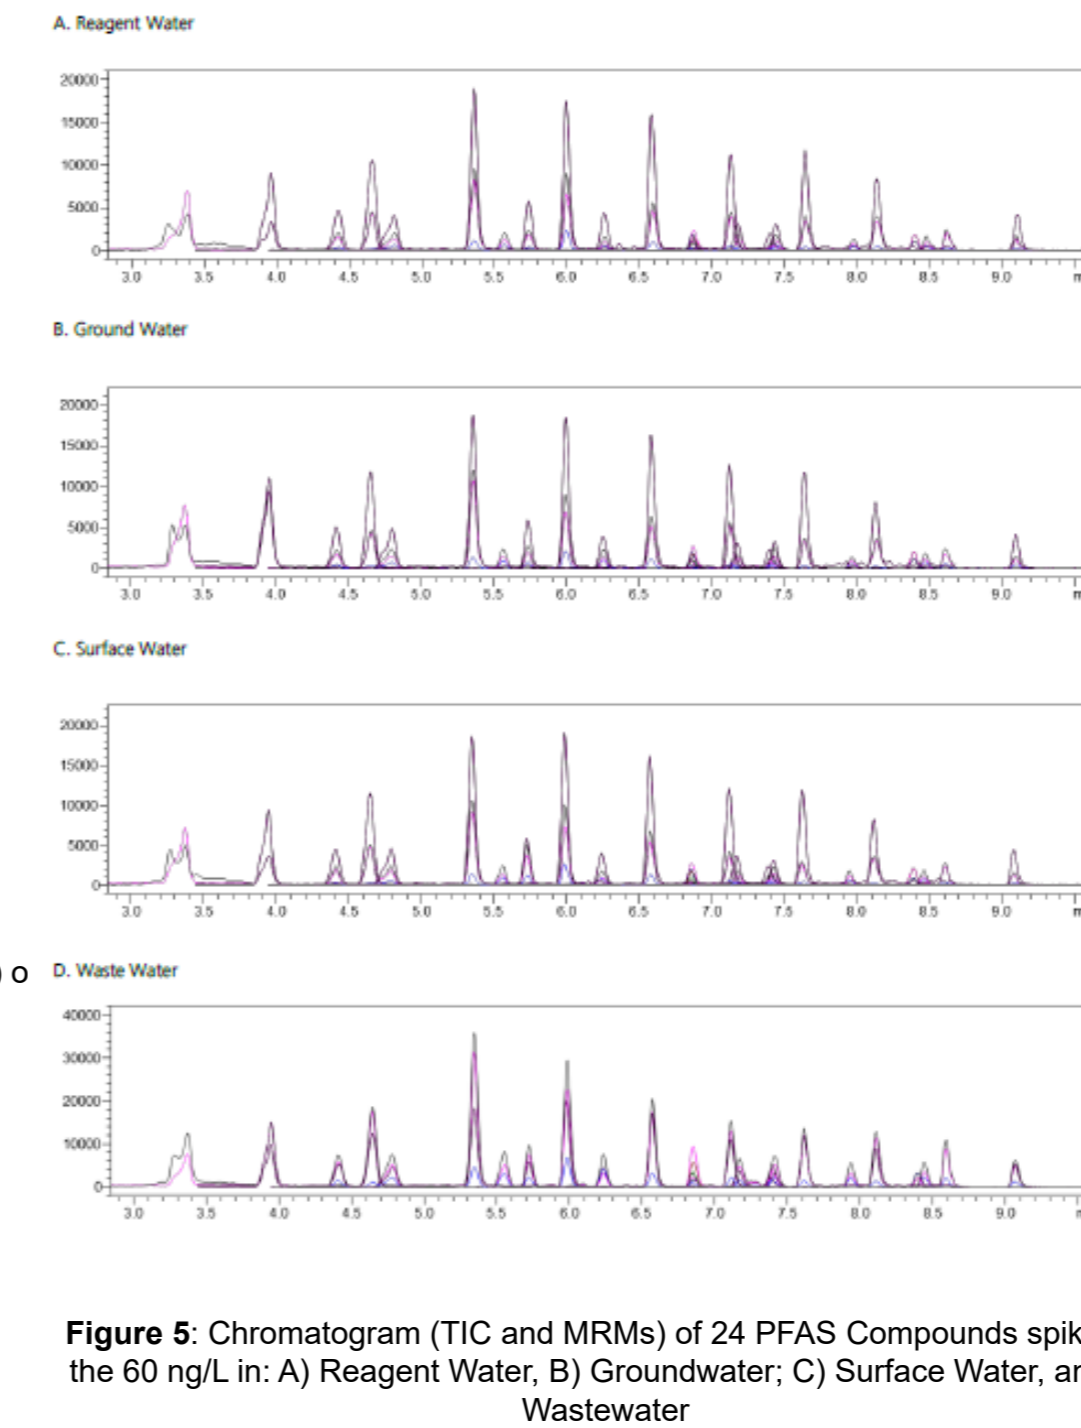 A. Reagent Water
20000
15000
10000
5000
0
3.0 3.5 4.0 4.5 5.0 5.5 6.0 6.5 7.0 7.5 8.0 8.5 9.0
B. Ground Water
20000
15000
10000
5000
0
3.0 3.5 4.0 4.5 5.0 5.5 6.0 6.5 7.0 7.5 8.0 8.5 9.0
C. Surface Water
20000
15000
10000
5000
0
3.0 3.5 4.0 4.5 5.0 5.5 6.0 6.5 7.0 7.5 8.0 8.5 9.0
) o D. Waste Water
40000
30000
20000
10000
0
3.0 3.5 4.0 4.5 5.0 5.5 6.0 6.5 7.0 7.5 8.0 8.5 9.0
Figure 5: Chromatogram (TIC and MRMs) of 24 PFAS Compounds spik
the 60 ng/L in: A) Reagent Water, B) Groundwater; C) Surface Water, a
Wastewater